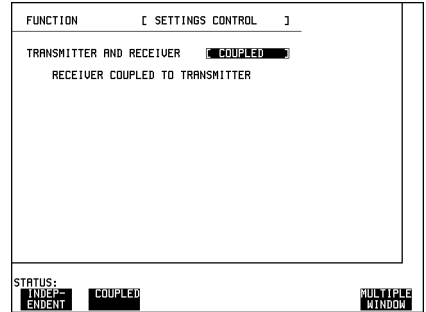 FUNCTION [ SETTINGS CONTROL ]
TRANSMITTER AND RECEIVER [ COUPLED ]
RECEIVER COUPLED TO TRANSMITTER
STATUS:
INDEP- COUPLED MULTIPLE
ENDENT WINDOW